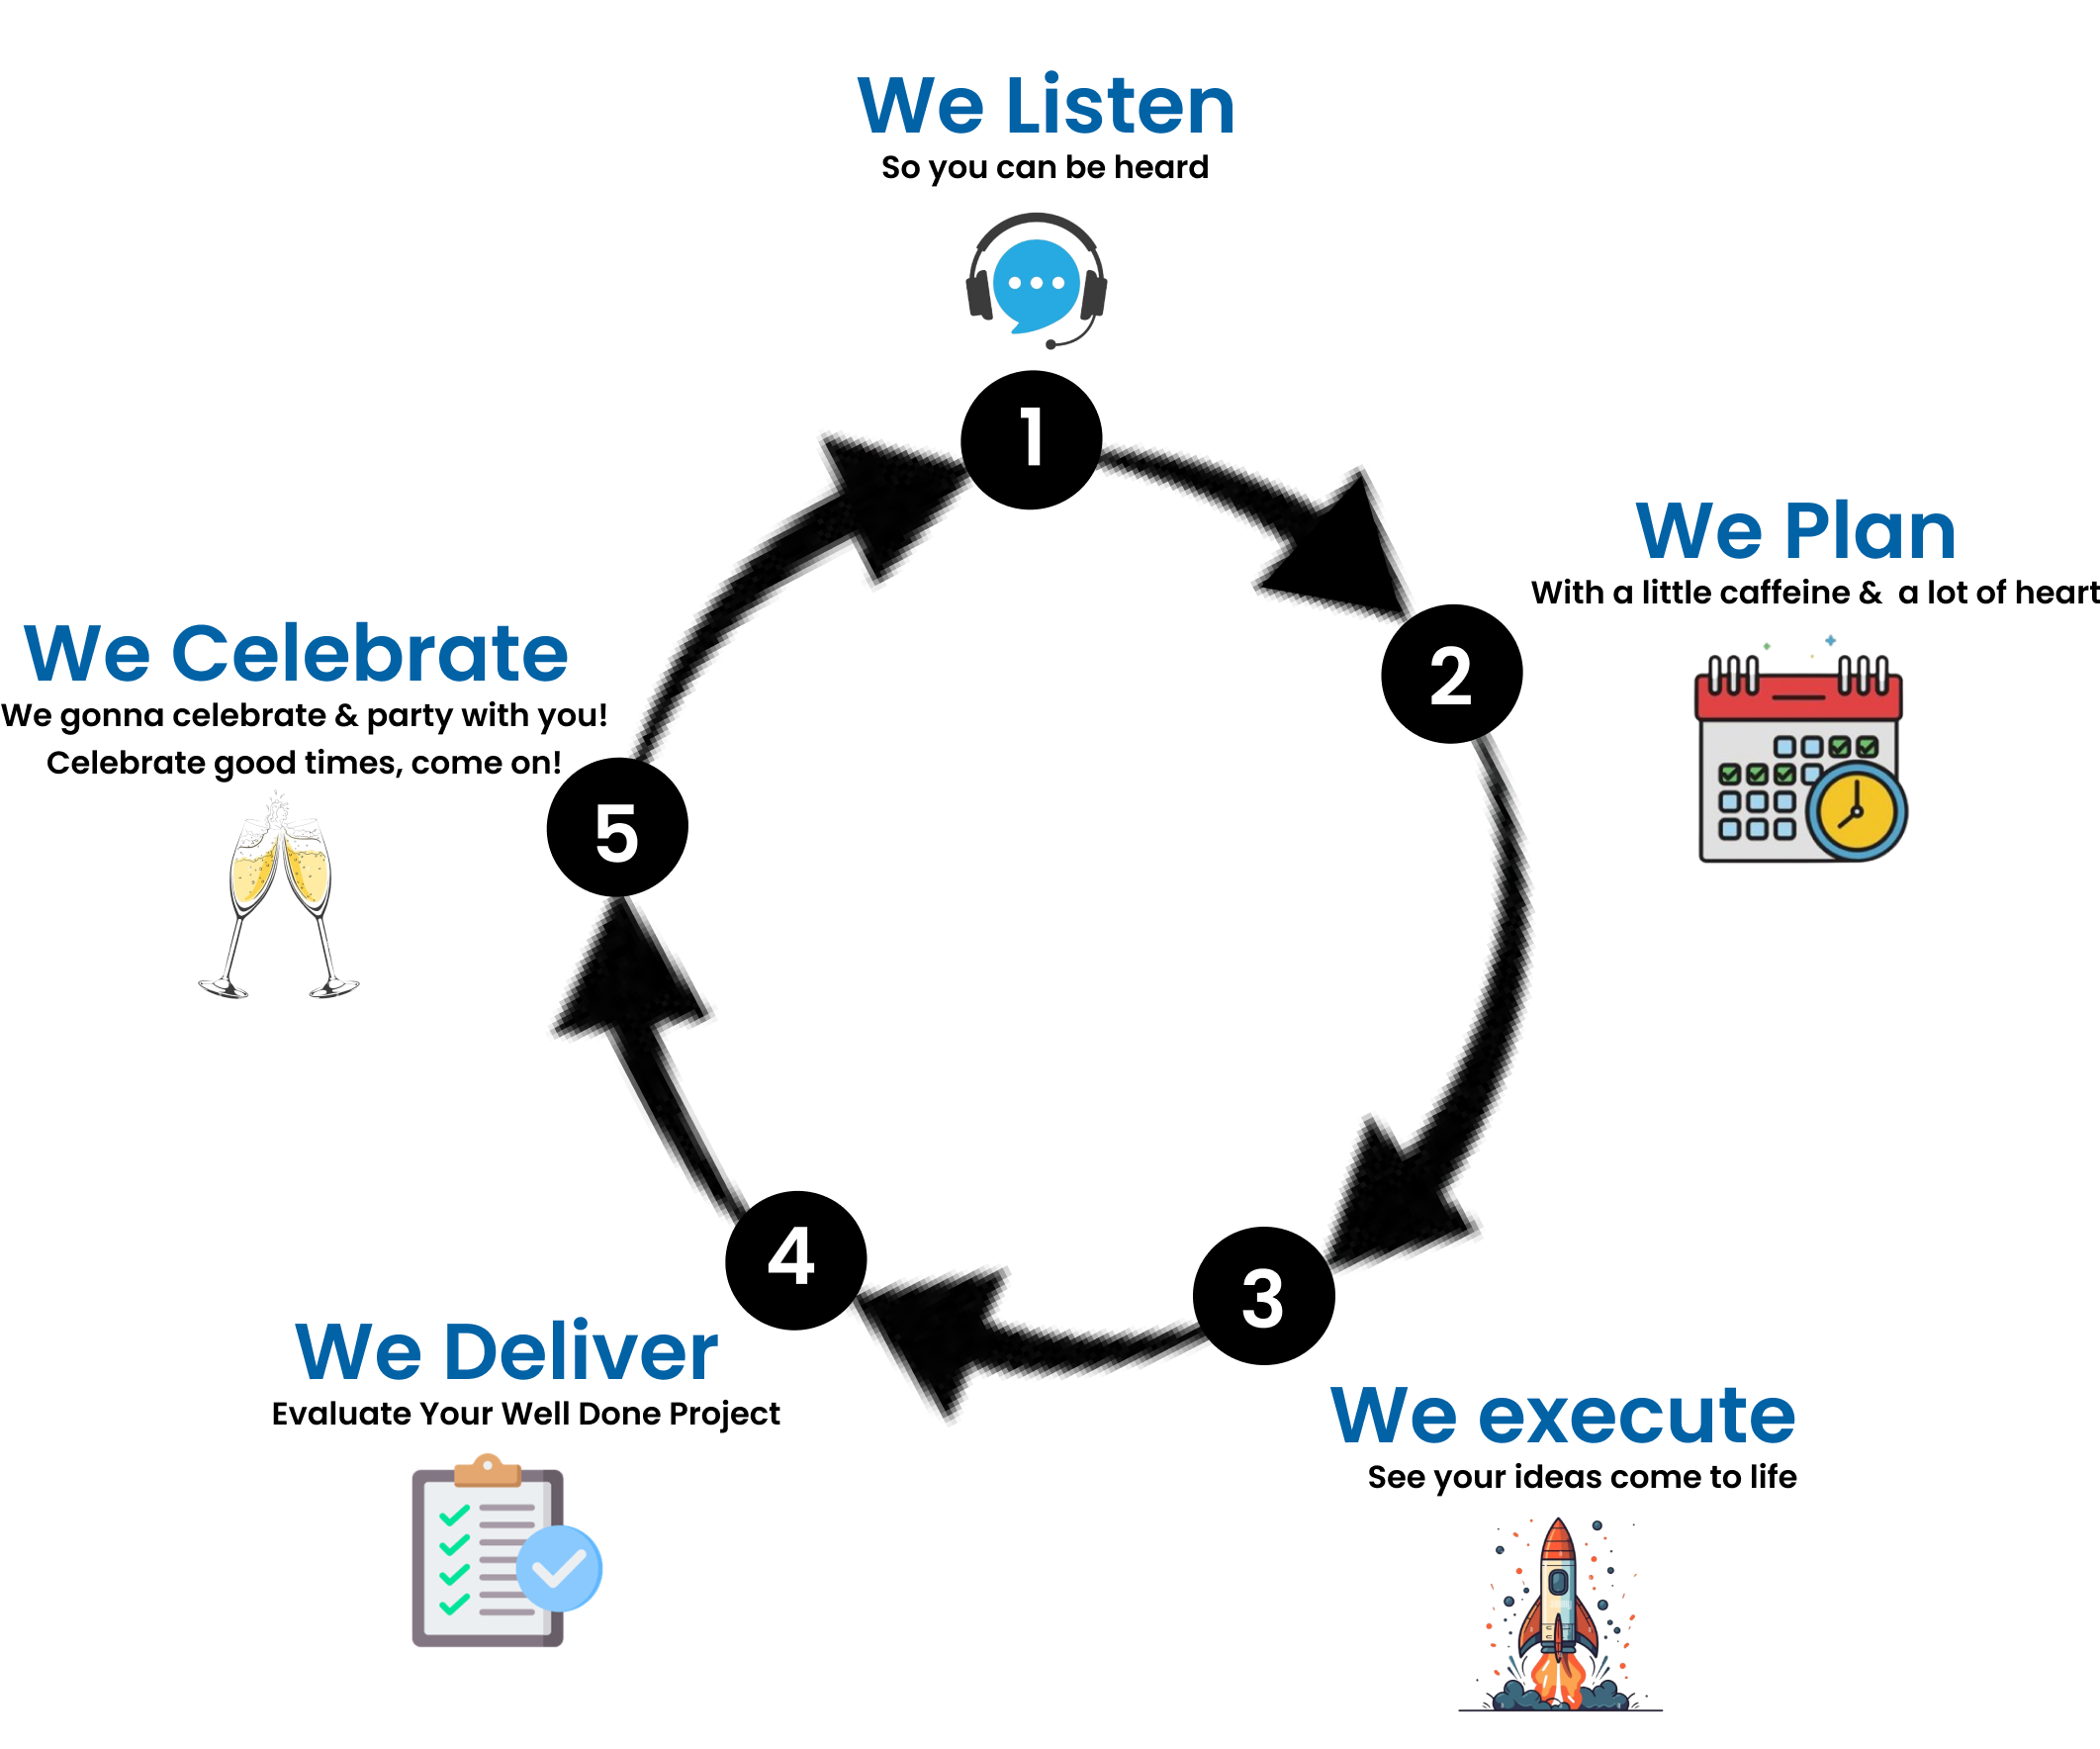 We Listen
So you can be heard
1
We Plan
With a little caffeine & a lot of heart
2
We execute
See your ideas come to life
3
We Deliver
Evaluate Your Well Done Project
4
We Celebrate
We gonna celebrate & party with you!
Celebrate good times, come on!
5